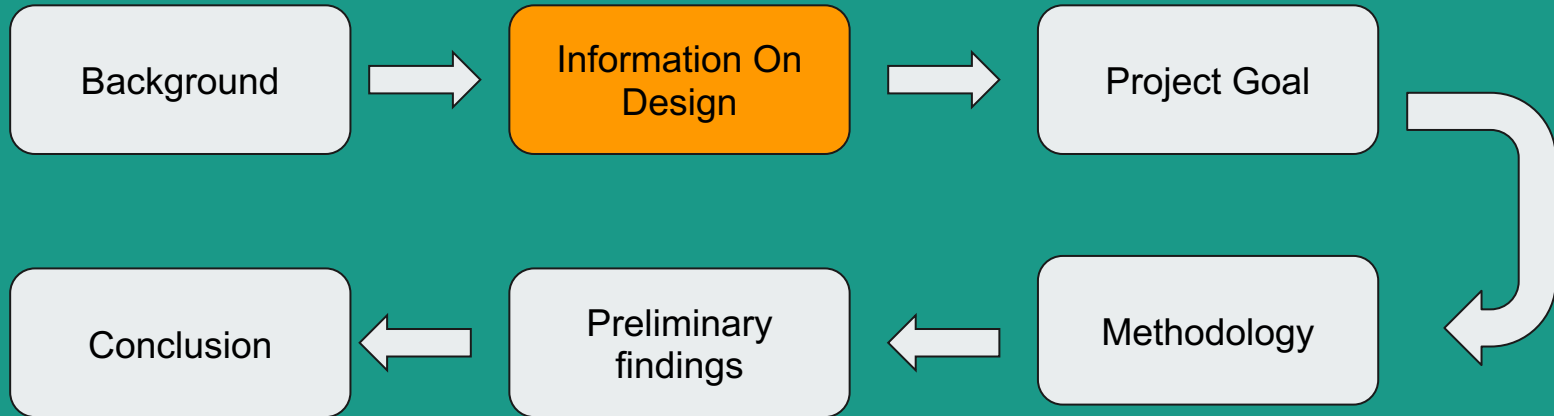 Background
Information On
Design
Project Goal
Methodology
Preliminary
findings
Conclusion